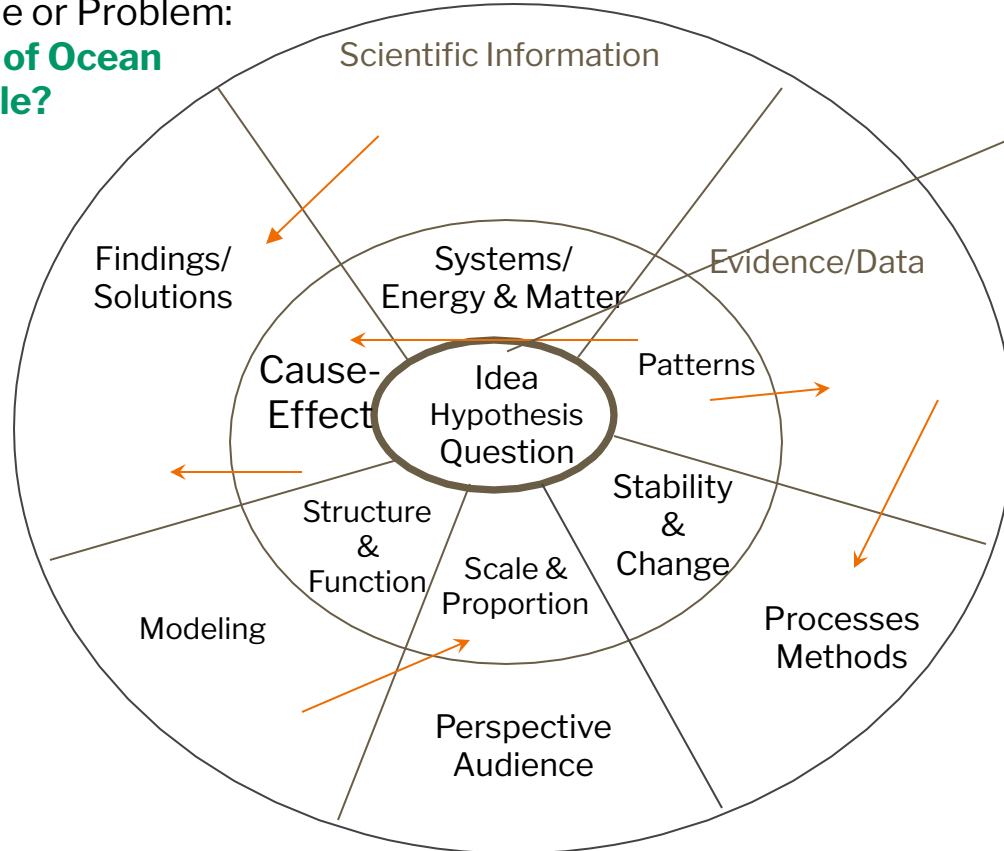 e or Problem:
of Ocean
le?
Scientific Information
Findings/
Solutions
Systems/
Energy & Matter
Evidence/Data
Cause-
Effect
Idea
Hypothesis
Question
Patterns
Structure
&
Function
Scale &
Proportion
Stability
&
Change
Modeling
Processes
Methods
Perspective
Audience